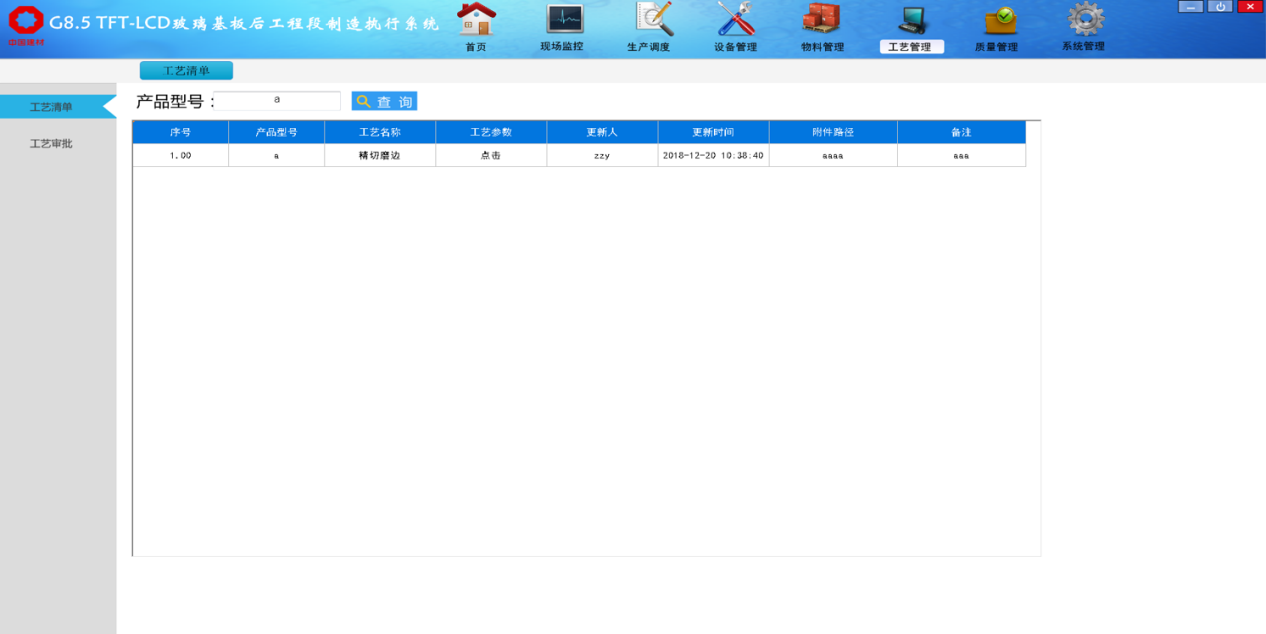 中国建材
G8.5 TFT-LCD玻璃基板后工程段制造执行系统
首页 现场监控 生产调度 设备管理 物料管理 工艺管理 质量管理 系统管理
工艺清单
工艺清单
工艺审批
产品型号： a 查 询
序号 产品型号 工艺名称 工艺参数 更新人 更新时间 附件路径 备注
1.00 a 精切磨边 点击 zzy 2018-12-20 10:38:40 aaaa aaa